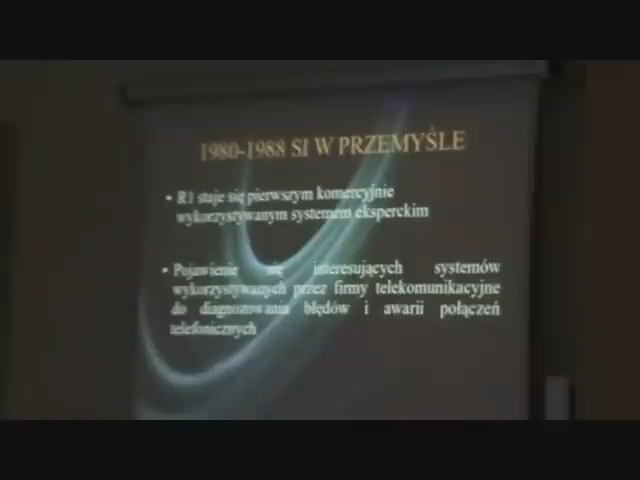 1980-1988 SI W PRZEMYŚLE
• R1 staje się pierwszym komercyjnie
wykorzystywanym systemem eksperckim
• Pojawienie się interesujących systemów
wykorzystywanych przez firmy telekomunikacyjne
do diagnozowania błędów i awarii połączeń
telefonicznych